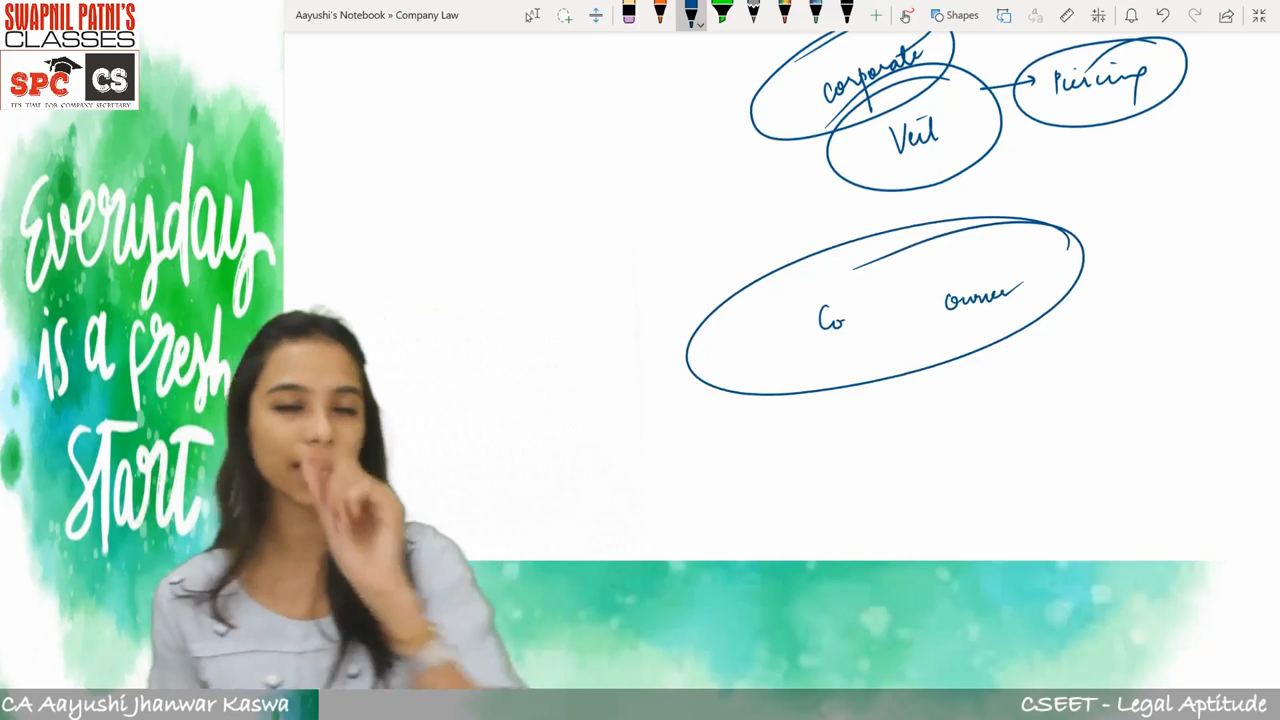 SWAPNIL PATNI'S
CLASSES
SPC CS
IT'S TIME FOR COMPANY SECRETARY
Aayushi's Notebook » Company Law
Shapes
corporate
Veil
Piercing
Co owner
Everyday
is a fresh
Start
CA Aayushi Jhanwar Kaswa
CSEET - Legal Aptitude